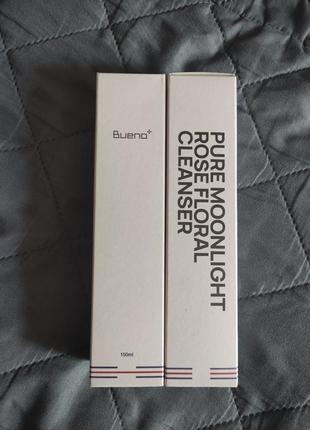 Bueno+
150ml
PURE MOONLIGHT
ROSE FLORAL
CLEANSER